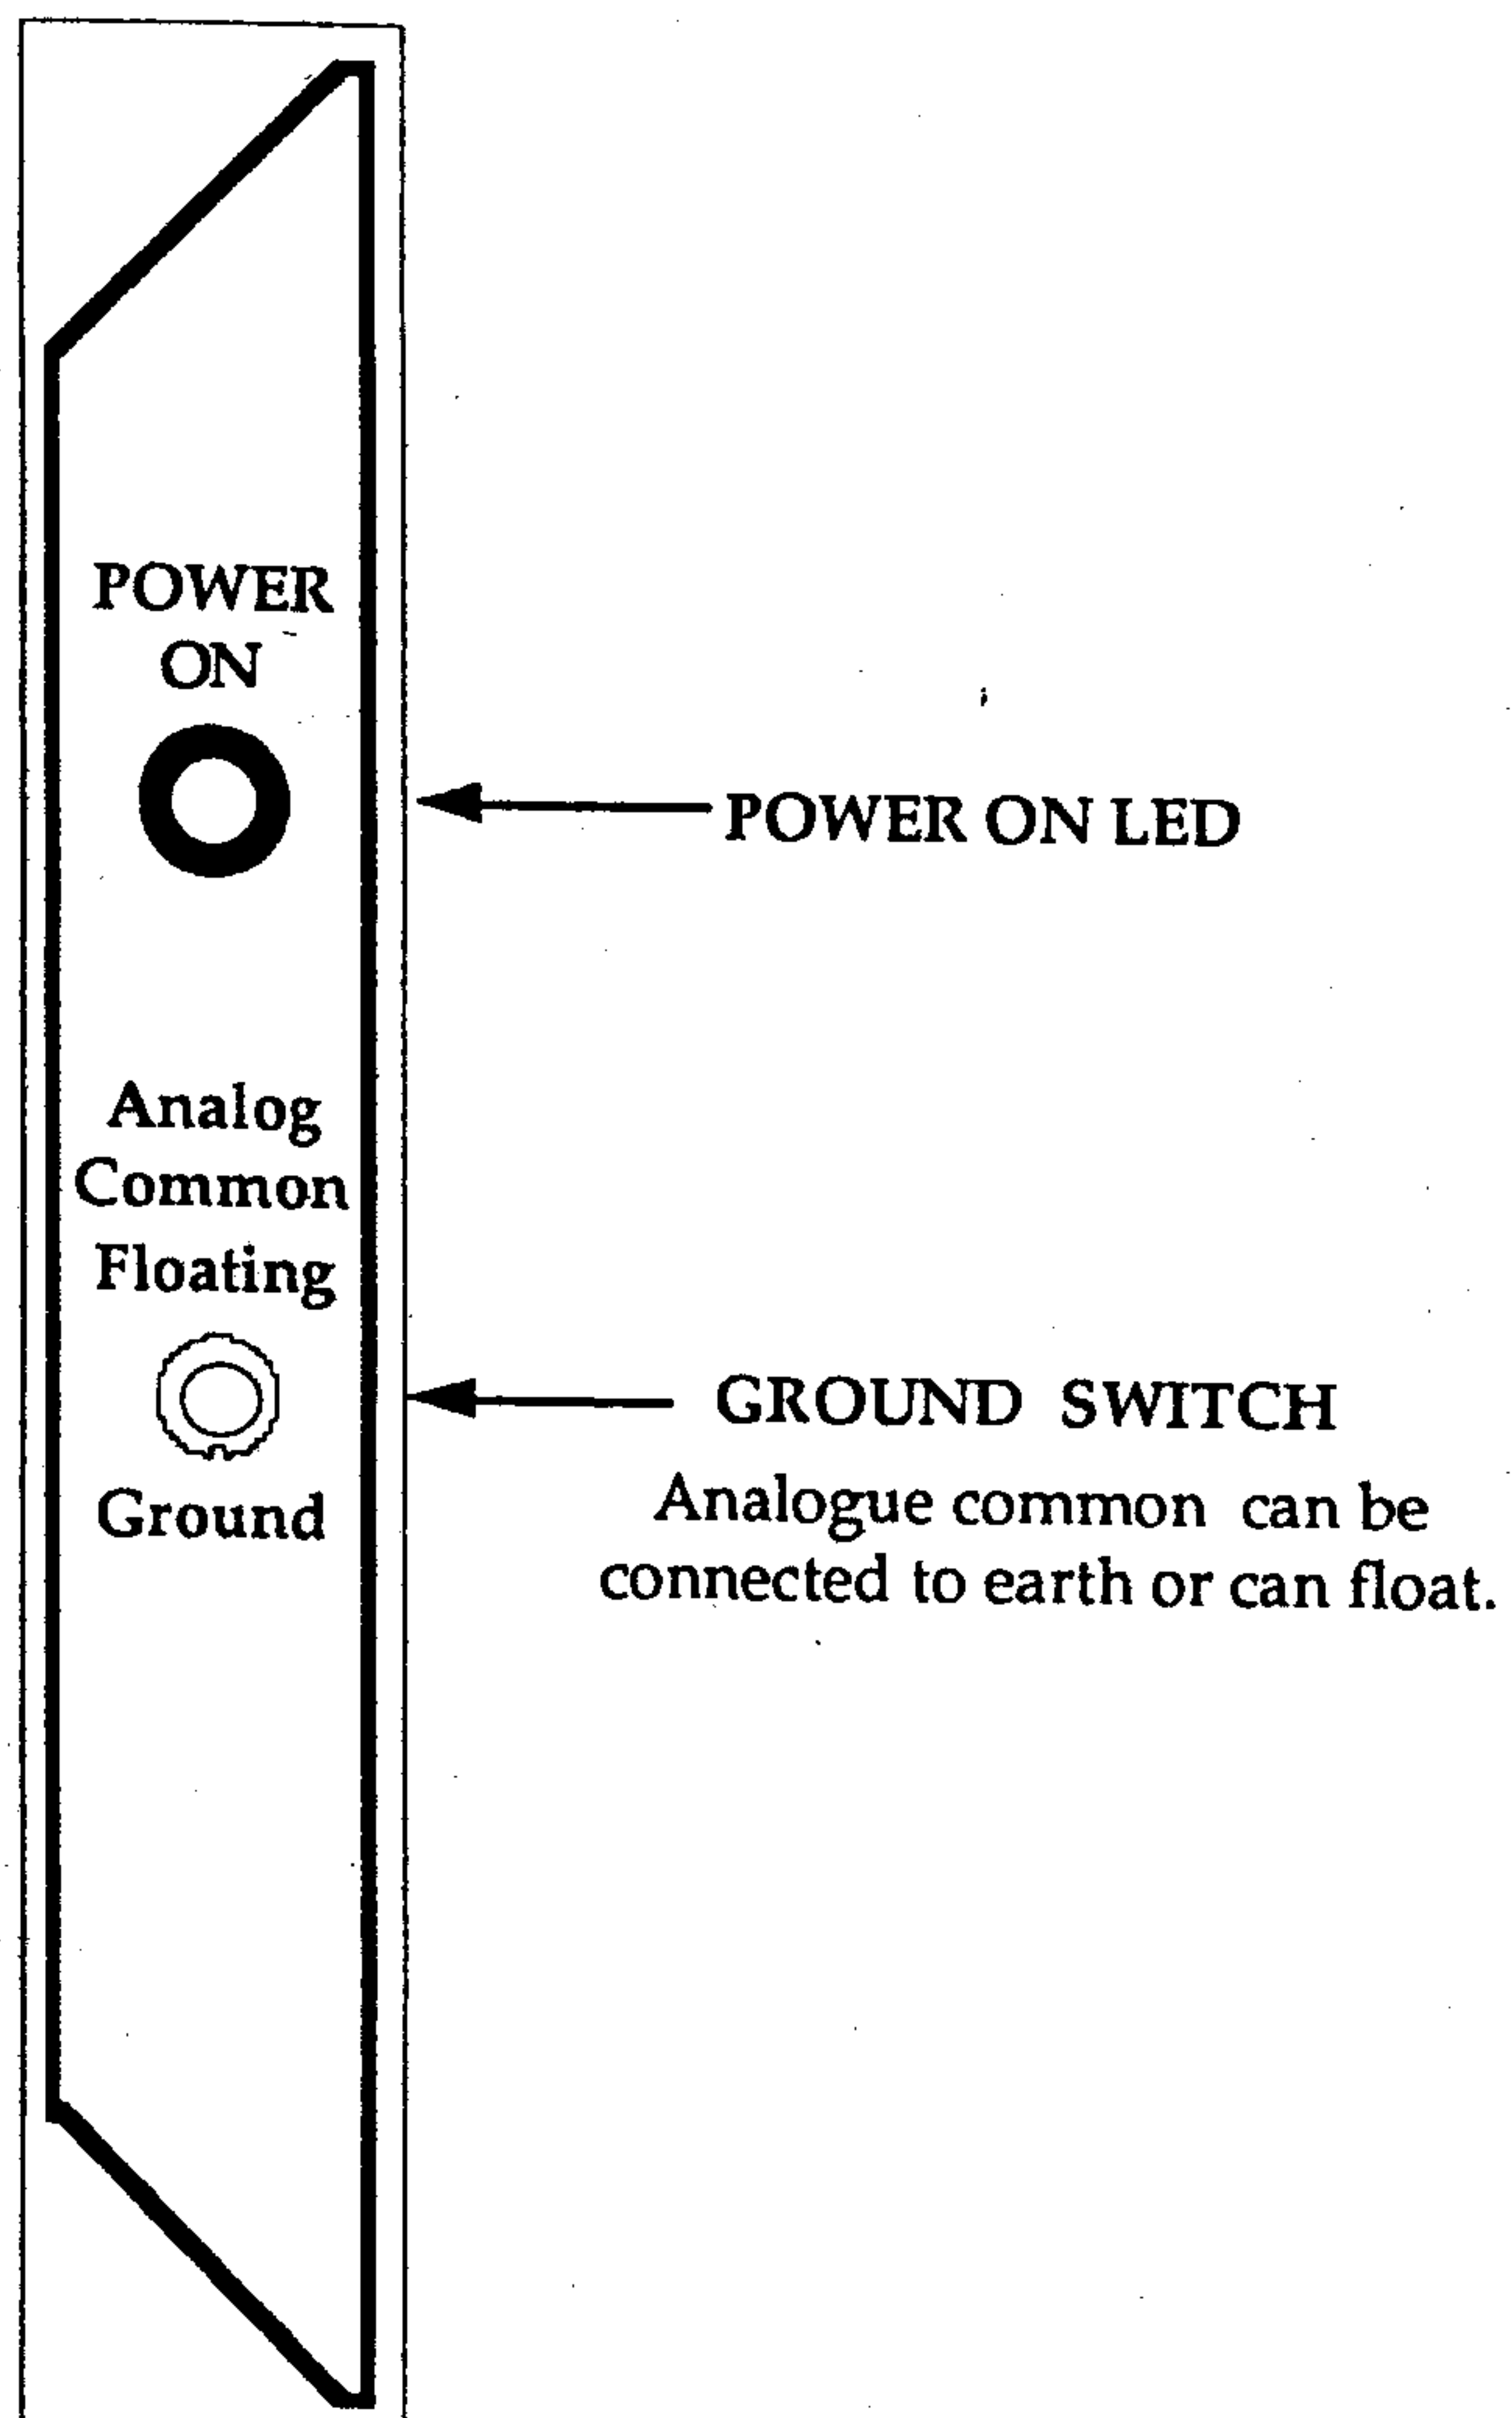 POWER
ON
POWER ON LED
Analog
Common
Floating
Ground
GROUND SWITCH
Analogue common can be
connected to earth or can float.